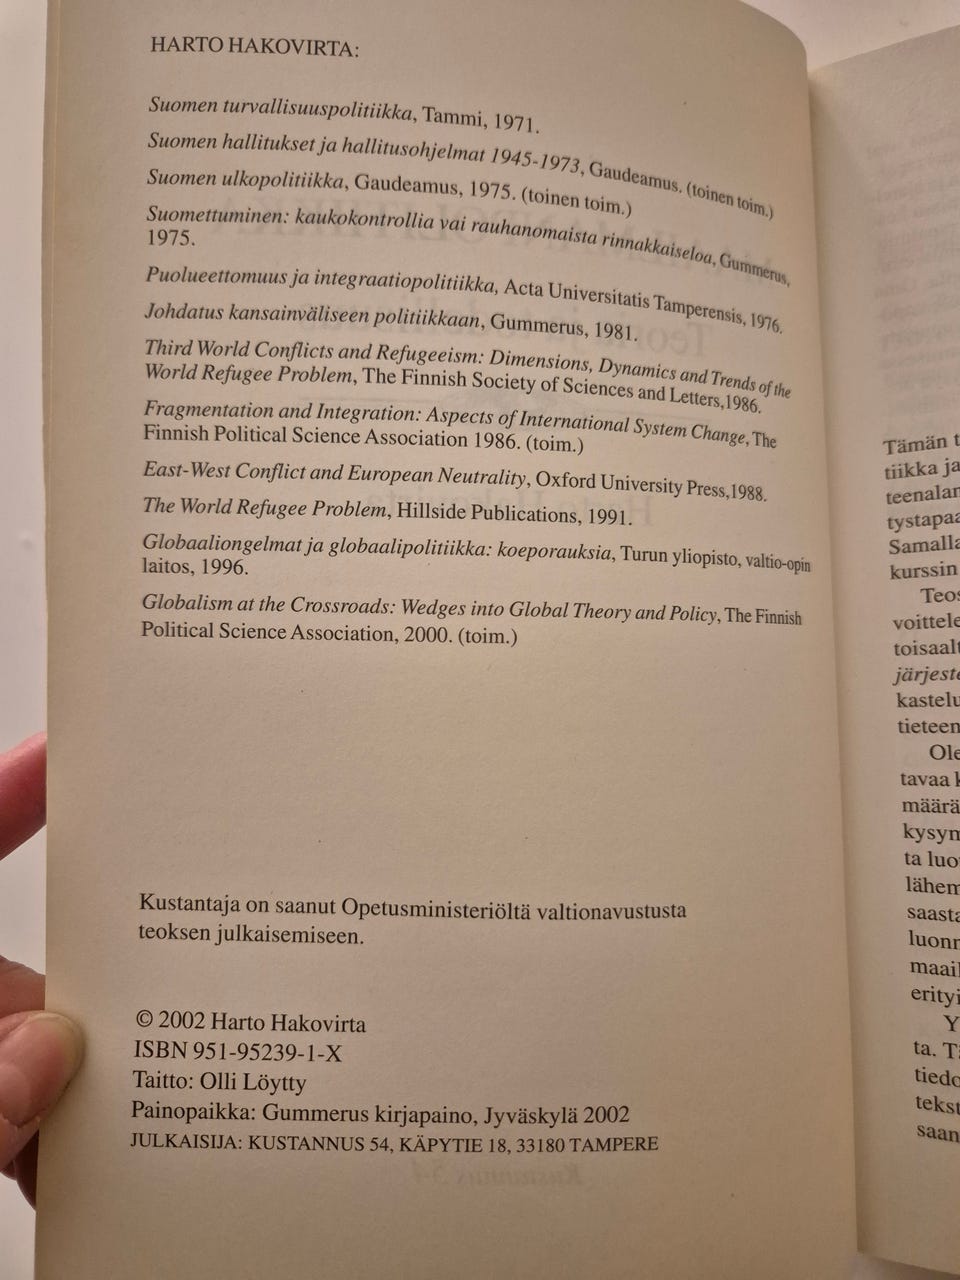 HARTO HAKOVIRTA:
Suomen turvallisuuspolitiikka, Tammi, 1971.
Suomen hallitukset ja hallitusohjelmat 1945-1973, Gaudeamus. (toinen toim.)
Suomen ulkopolitiikka, Gaudeamus, 1975. (toinen toim.)
Suomettuminen: kaukokontrollia vai rauhanomaista rinnakkaiseloa, Gummerus,
1975.
Puolueettomuus ja integraatiopolitiikka, Acta Universitatis Tamperensis, 1976.
Johdatus kansainväliseen politiikkaan, Gummerus, 1981.
Third World Conflicts and Refugeeism: Dimensions, Dynamics and Trends of the
World Refugee Problem, The Finnish Society of Sciences and Letters,1986.
Fragmentation and Integration: Aspects of International System Change, The
Finnish Political Science Association 1986. (toim.)
East-West Conflict and European Neutrality, Oxford University Press,1988.
The World Refugee Problem, Hillside Publications, 1991.
Globaaliongelmat ja globaalipolitiikka: koeporauksia, Turun yliopisto, valtio-opin
laitos, 1996.
Globalism at the Crossroads: Wedges into Global Theory and Policy, The Finnish
Political Science Association, 2000. (toim.)
Kustantaja on saanut Opetusministeriöltä valtionavustusta
teoksen julkaisemiseen.
© 2002 Harto Hakovirta
ISBN 951-95239-1-X
Taitto: Olli Löytty
Painopaikka: Gummerus kirjapaino, Jyväskylä 2002
JULKAISIJA: KUSTANNUS 54, KÄPYTIE 18, 33180 TAMPERE
Tämän t
tiikka ja
teenalan
tystapaa
Samalla
kurssin
Teos
voittele
toisaalt
järjeste
kastelu
tieteen
Ole
tavaa k
määrä
kysym
ta luo
lähem
saasta
luonn
maail
erityi
Y
ta. T
tiedo
tekst
saan